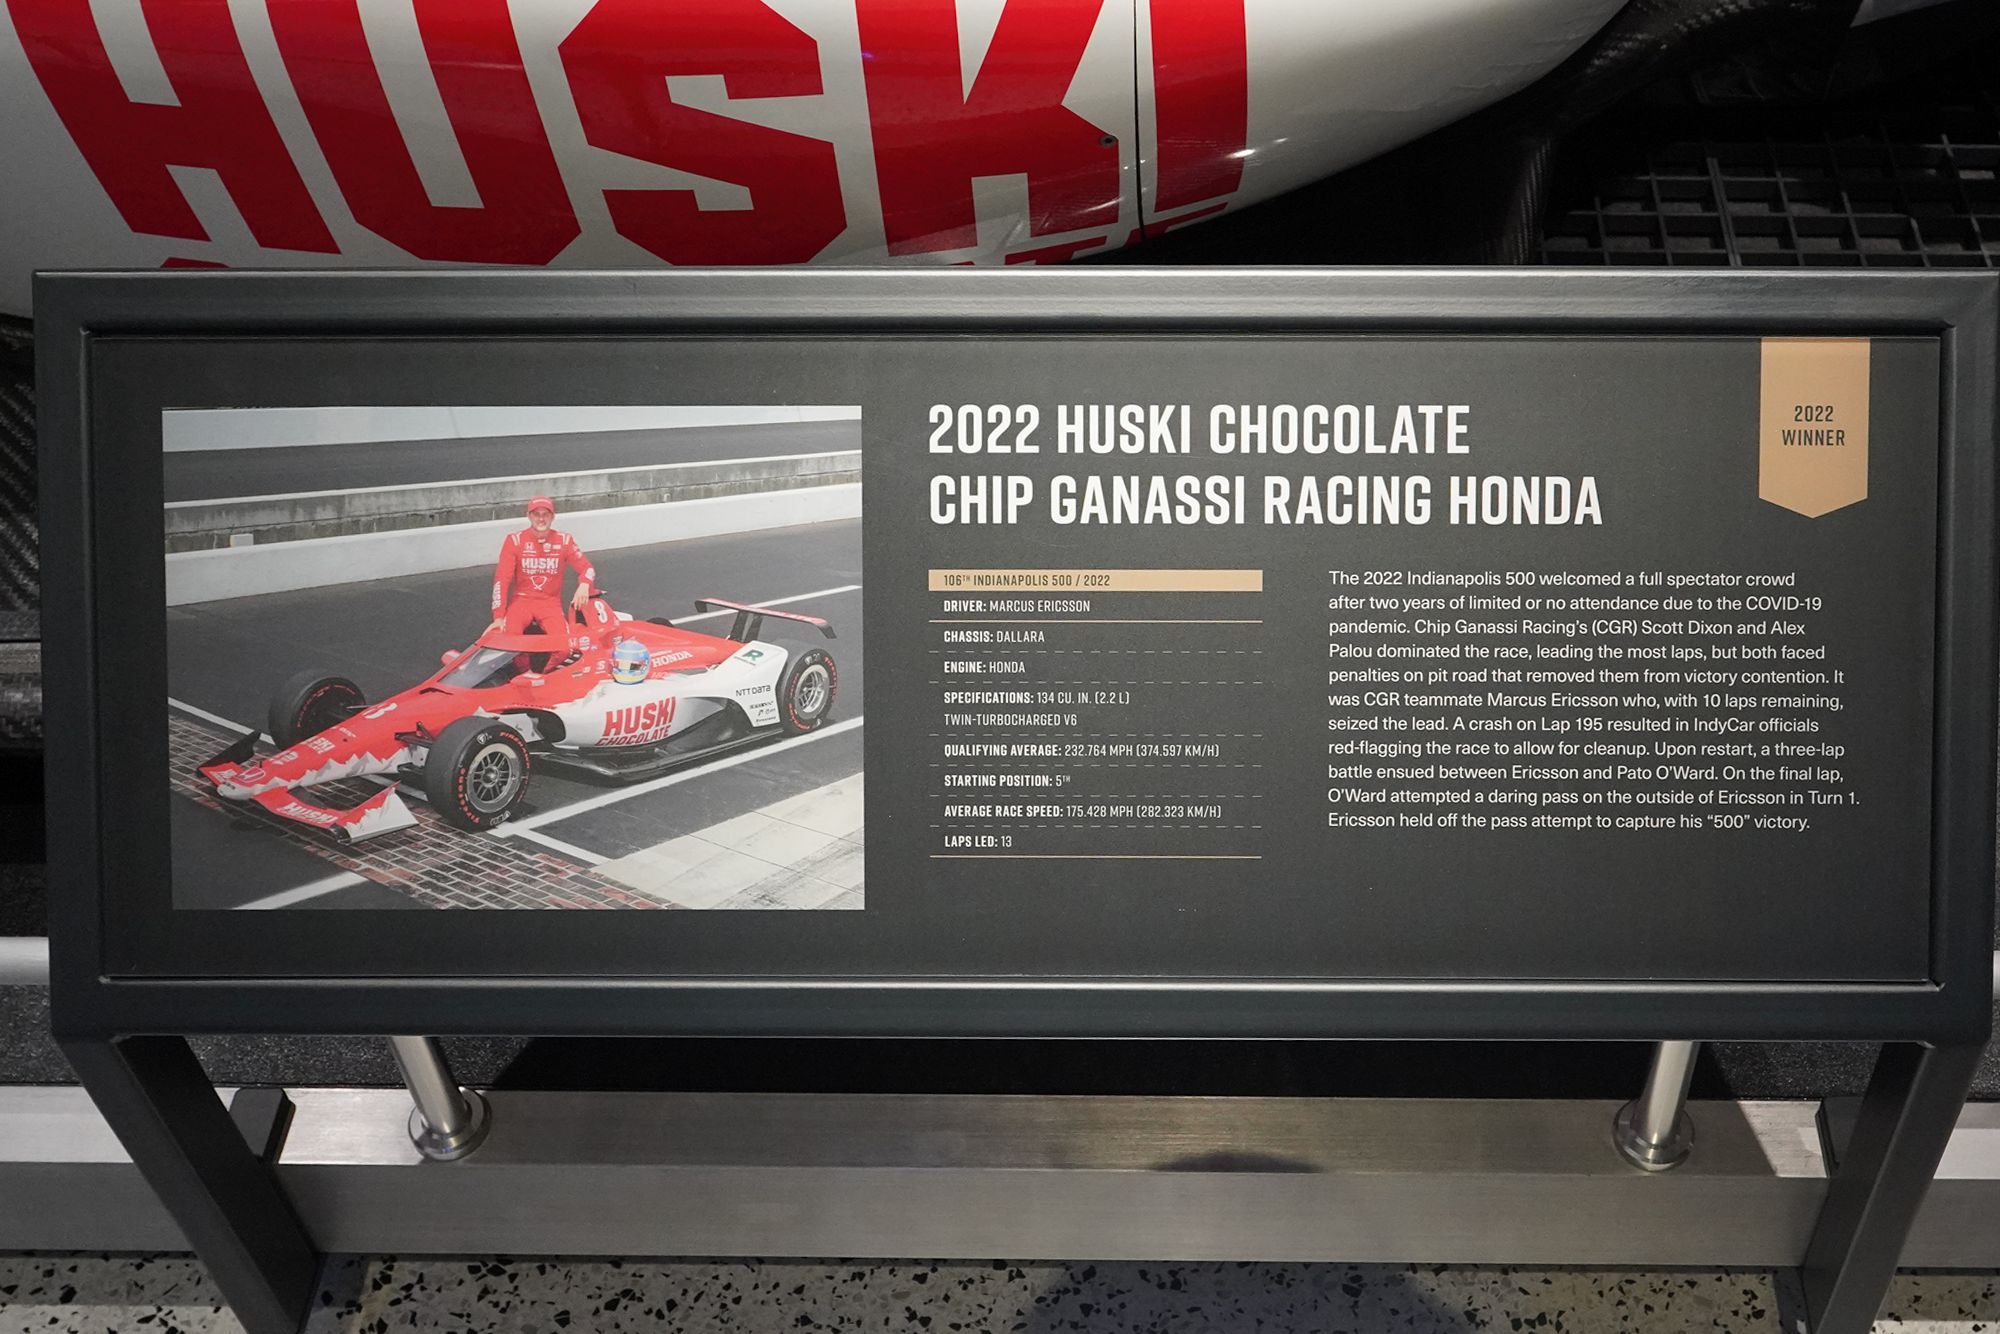 HUSKI
2022 HUSKI CHOCOLATE
CHIP GANASSI RACING HONDA
2022
WINNER
106TH INDIANAPOLIS 500 / 2022
DRIVER: MARCUS ERICSSON
CHASSIS: DALLARA
ENGINE: HONDA
SPECIFICATIONS: 134 CU. IN. (2.2 L)
TWIN-TURBOCHARGED V6
QUALIFYING AVERAGE: 232.764 MPH (374.597 KM/H)
STARTING POSITION: 5TH
AVERAGE RACE SPEED: 175.428 MPH (282.323 KM/H)
LAPS LED: 13
The 2022 Indianapolis 500 welcomed a full spectator crowd
after two years of limited or no attendance due to the COVID-19
pandemic. Chip Ganassi Racing's (CGR) Scott Dixon and Alex
Palou dominated the race, leading the most laps, but both faced
penalties on pit road that removed them from victory contention. It
was CGR teammate Marcus Ericsson who, with 10 laps remaining,
seized the lead. A crash on Lap 195 resulted in IndyCar officials
red-flagging the race to allow for cleanup. Upon restart, a three-lap
battle ensued between Ericsson and Pato O'Ward. On the final lap,
O'Ward attempted a daring pass on the outside of Ericsson in Turn 1.
Ericsson held off the pass attempt to capture his “500” victory.
HUSKI
8
HONDA
R
NTT DATA
HUSKI
CHOCOLATE
8
HUSKI